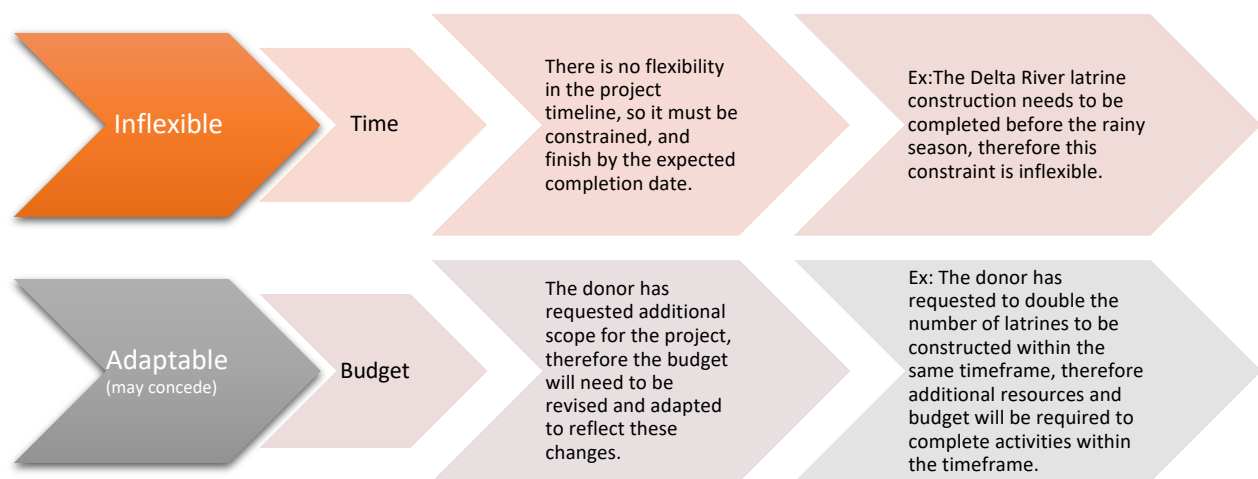 Inflexible
Time
There is no flexibility
in the project
timeline, so it must be
constrained, and
finish by the expected
completion date.
Ex:The Delta River latrine
construction needs to be
completed before the rainy
season, therefore this
constraint is inflexible.
Adaptable
(may concede)
Budget
The donor has
requested additional
scope for the project,
therefore the budget
will need to be
revised and adapted
to reflect these
changes.
Ex: The donor has
requested to double the
number of latrines to be
constructed within the
same timeframe, therefore
additional resources and
budget will be required to
complete activities within
the timeframe.